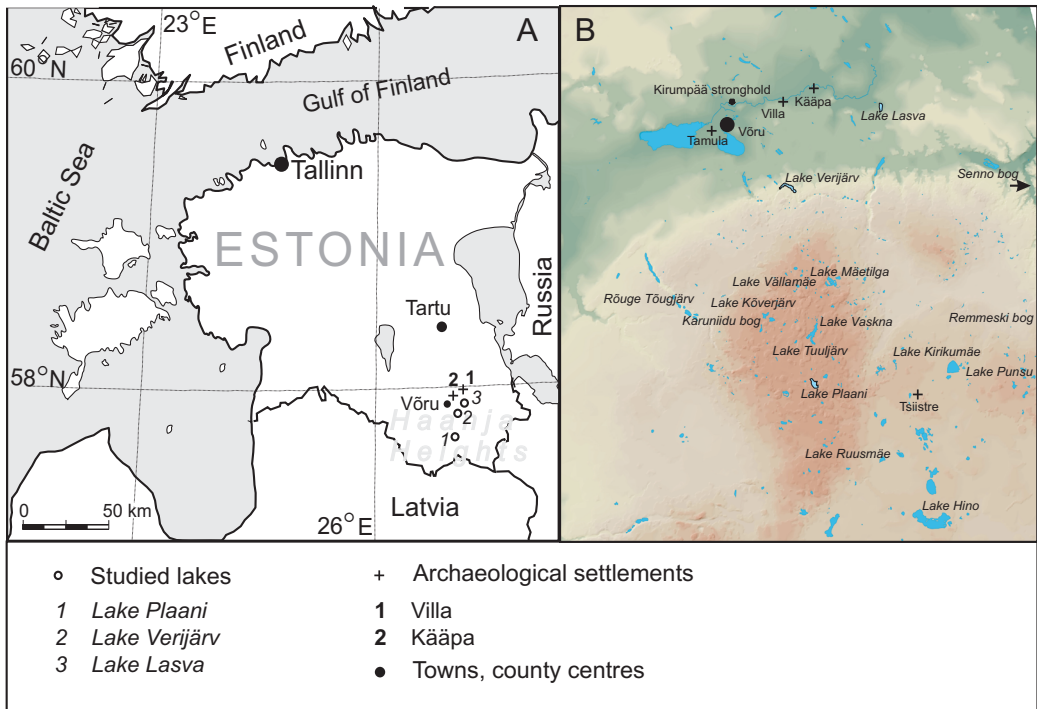 23°E
Finland
A
60°N
Gulf of Finland
Tallinn
Baltic Sea
ESTONIA
Russia
Tartu
58°N
2 1
Võru
3
Haanja
2
Heights
1
0 50 km
Latvia
26°E
B
Kirumpää stronghold
Kääpa
Villa
Lake Lasva
Võru
Tamula
Lake Verijärv
Senno bog
Lake Mäetilga
Lake Vällamäe
Rõuge Tõugjärv
Lake Kõverjärv
Karuniidu bog
Lake Vaskna
Remmeski bog
Lake Tuuljärv
Lake Kirikumäe
Lake Punsu
Lake Plaani
Tsiistre
Lake Ruusmäe
Lake Hino
Studied lakes
1 Lake Plaani
2 Lake Verijärv
3 Lake Lasva
+ Archaeological settlements
1 Villa
2 Kääpa
Towns, county centres